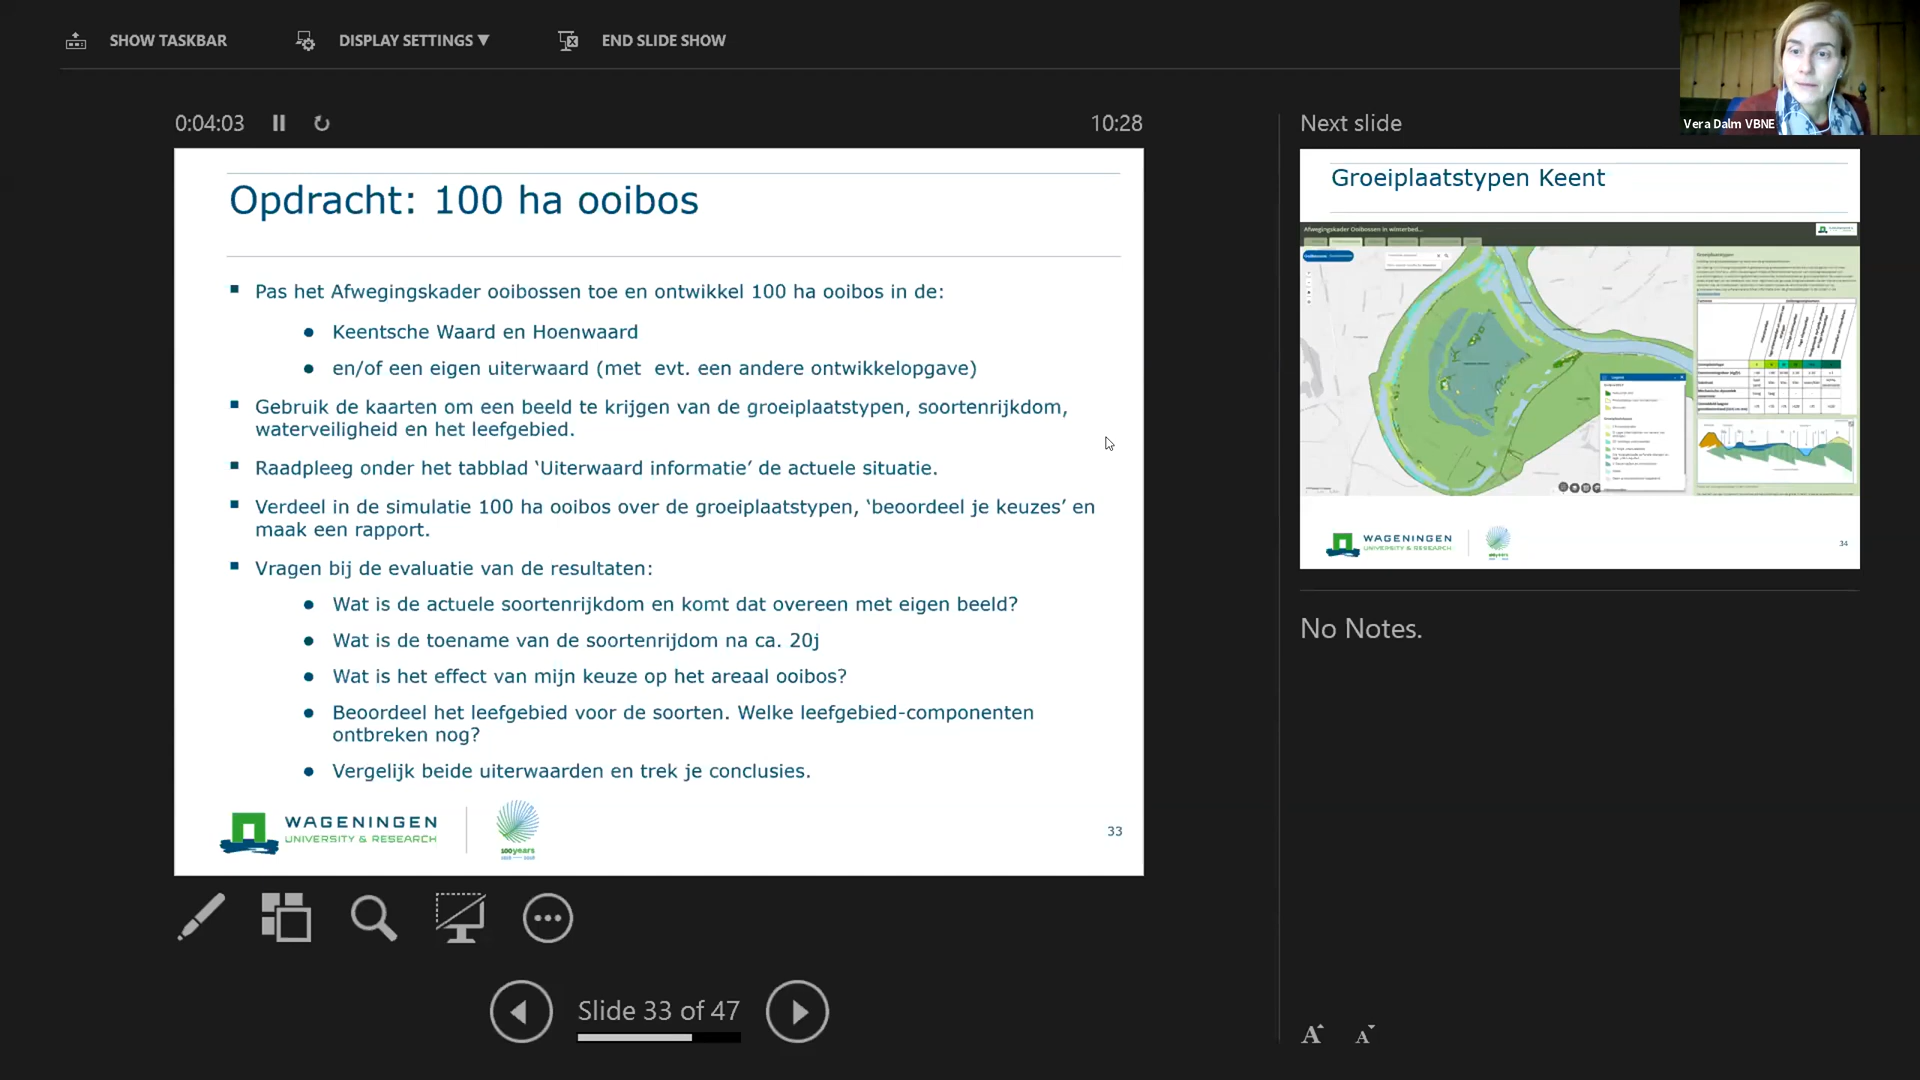 SHOW TASKBAR
DISPLAY SETTINGS ▼
END SLIDE SHOW
Vera Dalm VBNE
0:04:03
10:28
Next slide
Opdracht: 100 ha ooibos
Pas het Afwegingskader ooibossen toe en ontwikkel 100 ha ooibos in de:
Keentsche Waard en Hoenwaard
en/of een eigen uiterwaard (met evt. een andere ontwikkelopgave)
Gebruik de kaarten om een beeld te krijgen van de groeiplaatstypen, soortenrijkdom,
waterveiligheid en het leefgebied.
Raadpleeg onder het tabblad ‘Uiterwaard informatie’ de actuele situatie.
Verdeel in de simulatie 100 ha ooibos over de groeiplaatstypen, ‘beoordeel je keuzes’ en
maak een rapport.
Vragen bij de evaluatie van de resultaten:
Wat is de actuele soortenrijkdom en komt dat overeen met eigen beeld?
Wat is de toename van de soortenrijdom na ca. 20j
Wat is het effect van mijn keuze op het areaal ooibos?
Beoordeel het leefgebied voor de soorten. Welke leefgebied-componenten
ontbreken nog?
Vergelijk beide uiterwaarden en trek je conclusies.
WAGENINGEN
UNIVERSITY & RESEARCH
100years
33
Groeiplaatstypen Keent
Afwegingskader Ooibossen in winterbed...
WAGENINGEN
UNIVERSITY & RESEARCH
34
No Notes.
Slide 33 of 47